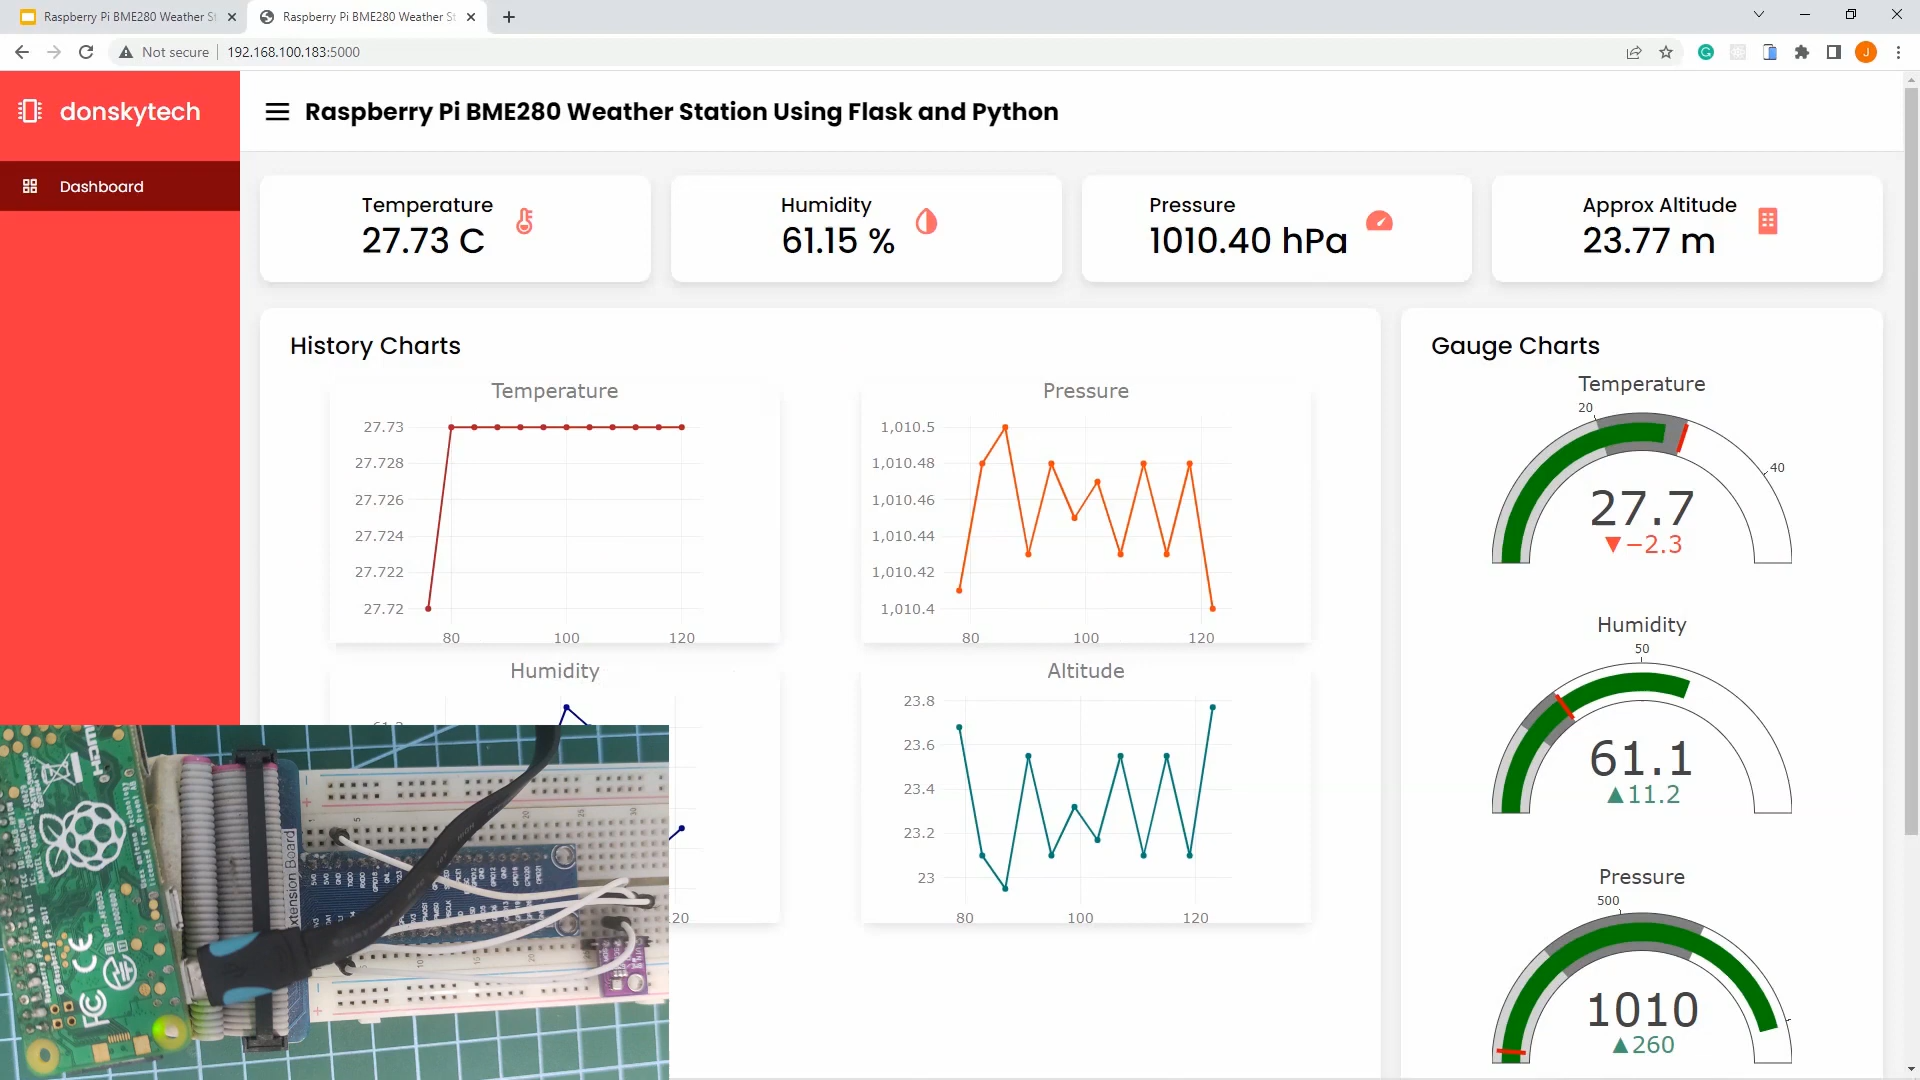 Raspberry Pi BME280 Weather St
Raspberry Pi BME280 Weather St
Not secure
192.168.100.183:5000
J
donskytech
Raspberry Pi BME280 Weather Station Using Flask and Python
Dashboard
Temperature
27.73 C
Humidity
61.15 %
Pressure
1010.40 hPa
Approx Altitude
23.77 m
History Charts
Temperature
27.73
27.728
27.726
27.724
27.722
27.72
80 100 120
Pressure
1,010.5
1,010.48
1,010.46
1,010.44
1,010.42
1,010.4
80 100 120
Humidity
20
Altitude
23.8
23.6
23.4
23.2
23
80 100 120
Gauge Charts
Temperature
20
40
27.7
▼−2.3
Humidity
50
61.1
▲11.2
Pressure
500
1010
▲260
Raspberry Pi 2017
FC CE